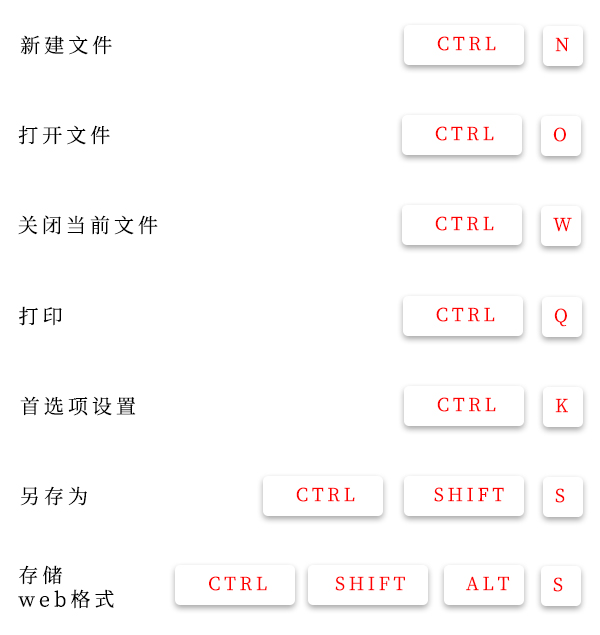 新建文件 CTRL N
打开文件 CTRL O
关闭当前文件 CTRL W
打印 CTRL Q
首选项设置 CTRL K
另存为 CTRL SHIFT S
存储
web格式 CTRL SHIFT ALT S